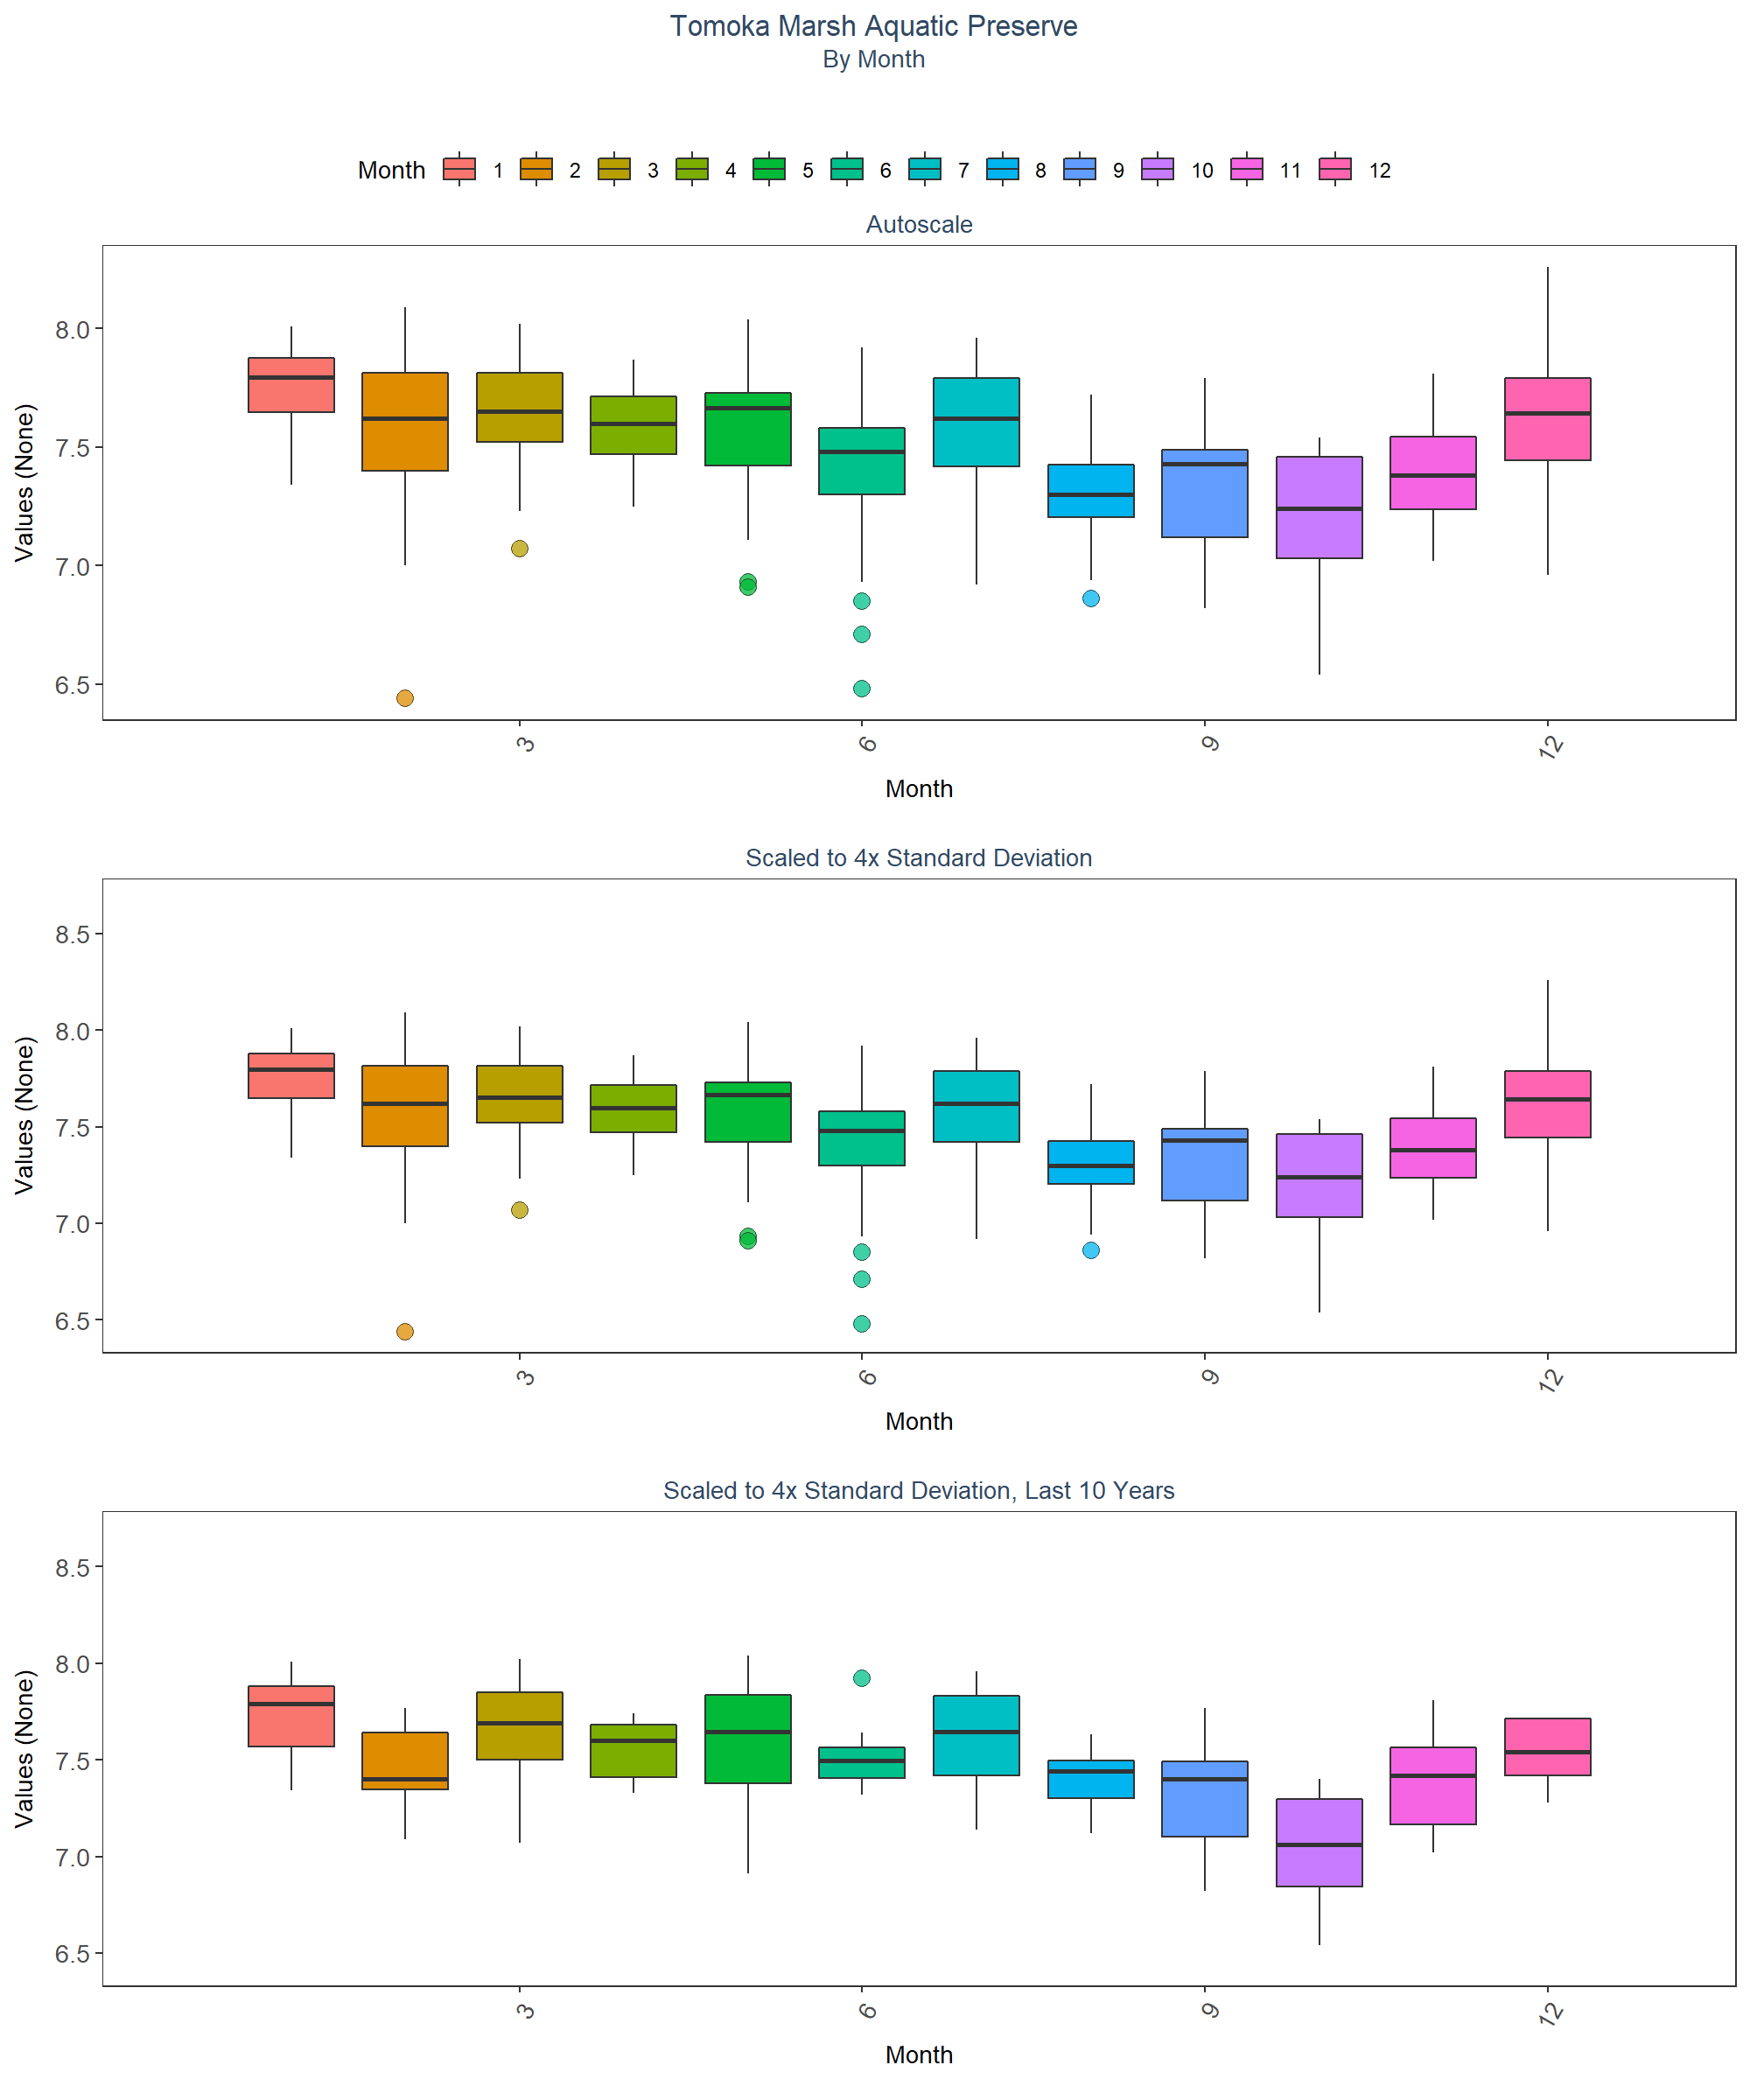 Tomoka Marsh Aquatic Preserve
By Month
Month 1 2 3 4 5 6 7 8 9 10 11 12
Autoscale
Values (None)
8.0
7.5
7.0
6.5
3 6 9 12
Month
Scaled to 4x Standard Deviation
Values (None)
8.5
8.0
7.5
7.0
6.5
3 6 9 12
Month
Scaled to 4x Standard Deviation, Last 10 Years
Values (None)
8.5
8.0
7.5
7.0
6.5
3 6 9 12
Month